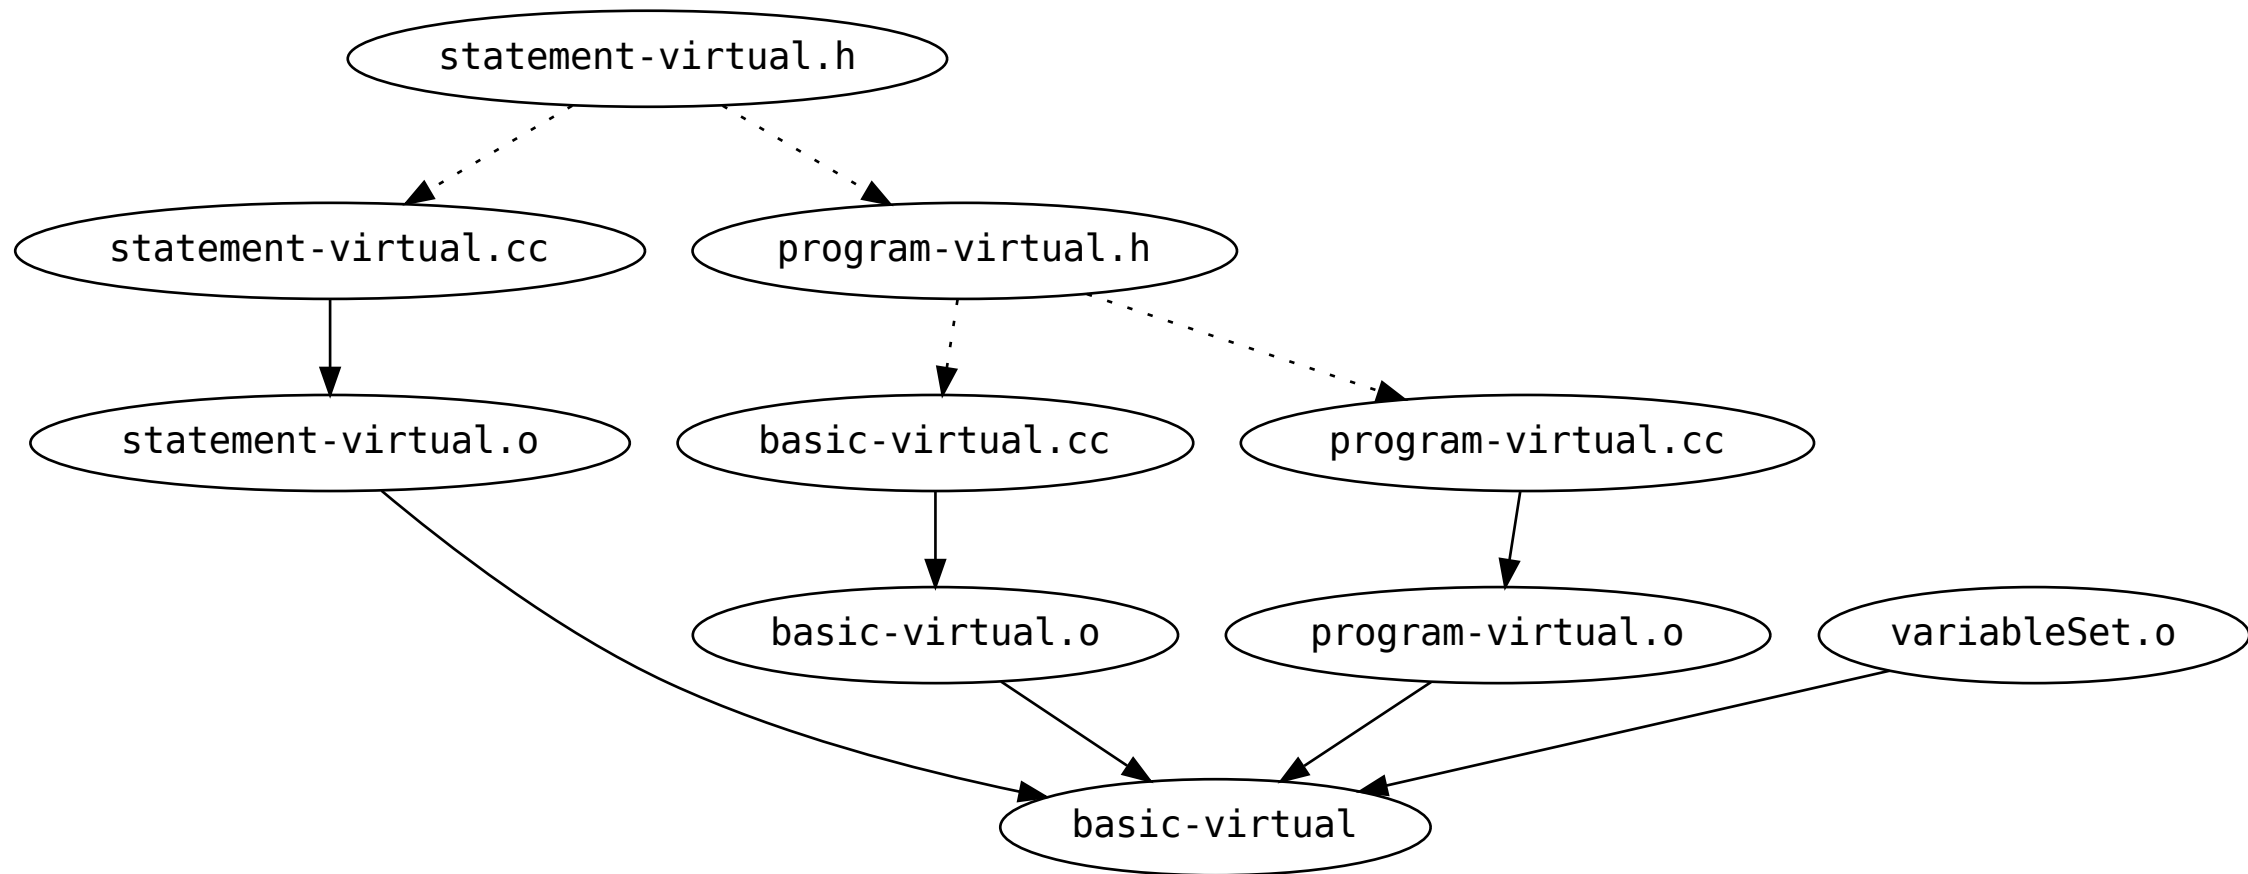 statement-virtual.h
statement-virtual.cc
program-virtual.h
statement-virtual.o
basic-virtual.cc
program-virtual.cc
basic-virtual.o
program-virtual.o
variableSet.o
basic-virtual